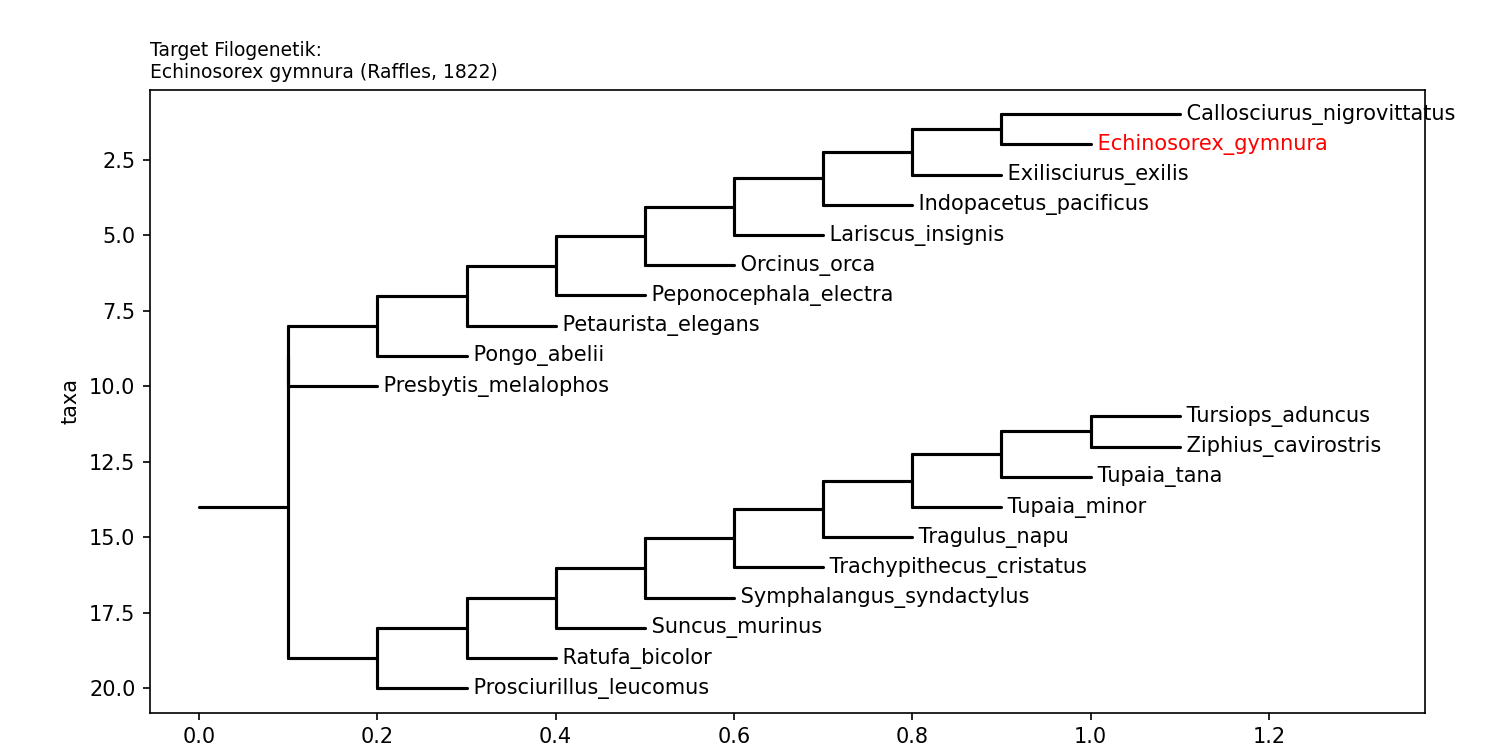 Target Filogenetik:
Echinosorex gymnura (Raffles, 1822)
Callosciurus_nigrovittatus
2.5
Echinosorex_gymnura
Exilisciurus_exilis
Indopacetus_pacificus
5.0
Lariscus_insignis
Orcinus_orca
Peponocephala_electra
7.5
Petaurista_elegans
Pongo_abelii
taxa
10.0
Presbytis_melalophos
Tursiops_aduncus
Ziphius_cavirostris
12.5
Tupaia_tana
Tupaia_minor
15.0
Tragulus_napu
Trachypithecus_cristatus
Symphalangus_syndactylus
17.5
Suncus_murinus
Ratufa_bicolor
20.0
Prosciurillus_leucomus
0.0 0.2 0.4 0.6 0.8 1.0 1.2